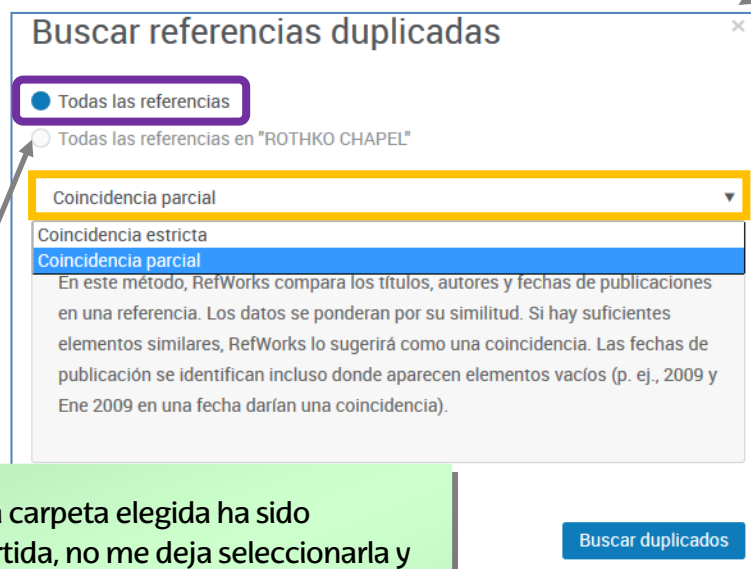 Buscar referencias duplicadas
×
Todas las referencias
Todas las referencias en "ROTHKO CHAPEL"
Coincidencia parcial
Coincidencia estricta
Coincidencia parcial
En este método, RefWorks compara los títulos, autores y fechas de publicaciones
en una referencia. Los datos se ponderan por su similitud. Si hay suficientes
elementos similares, RefWorks lo sugerirá como una coincidencia. Las fechas de
publicación se identifican incluso donde aparecen elementos vacíos (p. ej., 2009 y
Ene 2009 en una fecha darían una coincidencia).
carpeta elegida ha sido
no me deja seleccionarla y
Buscar duplicados